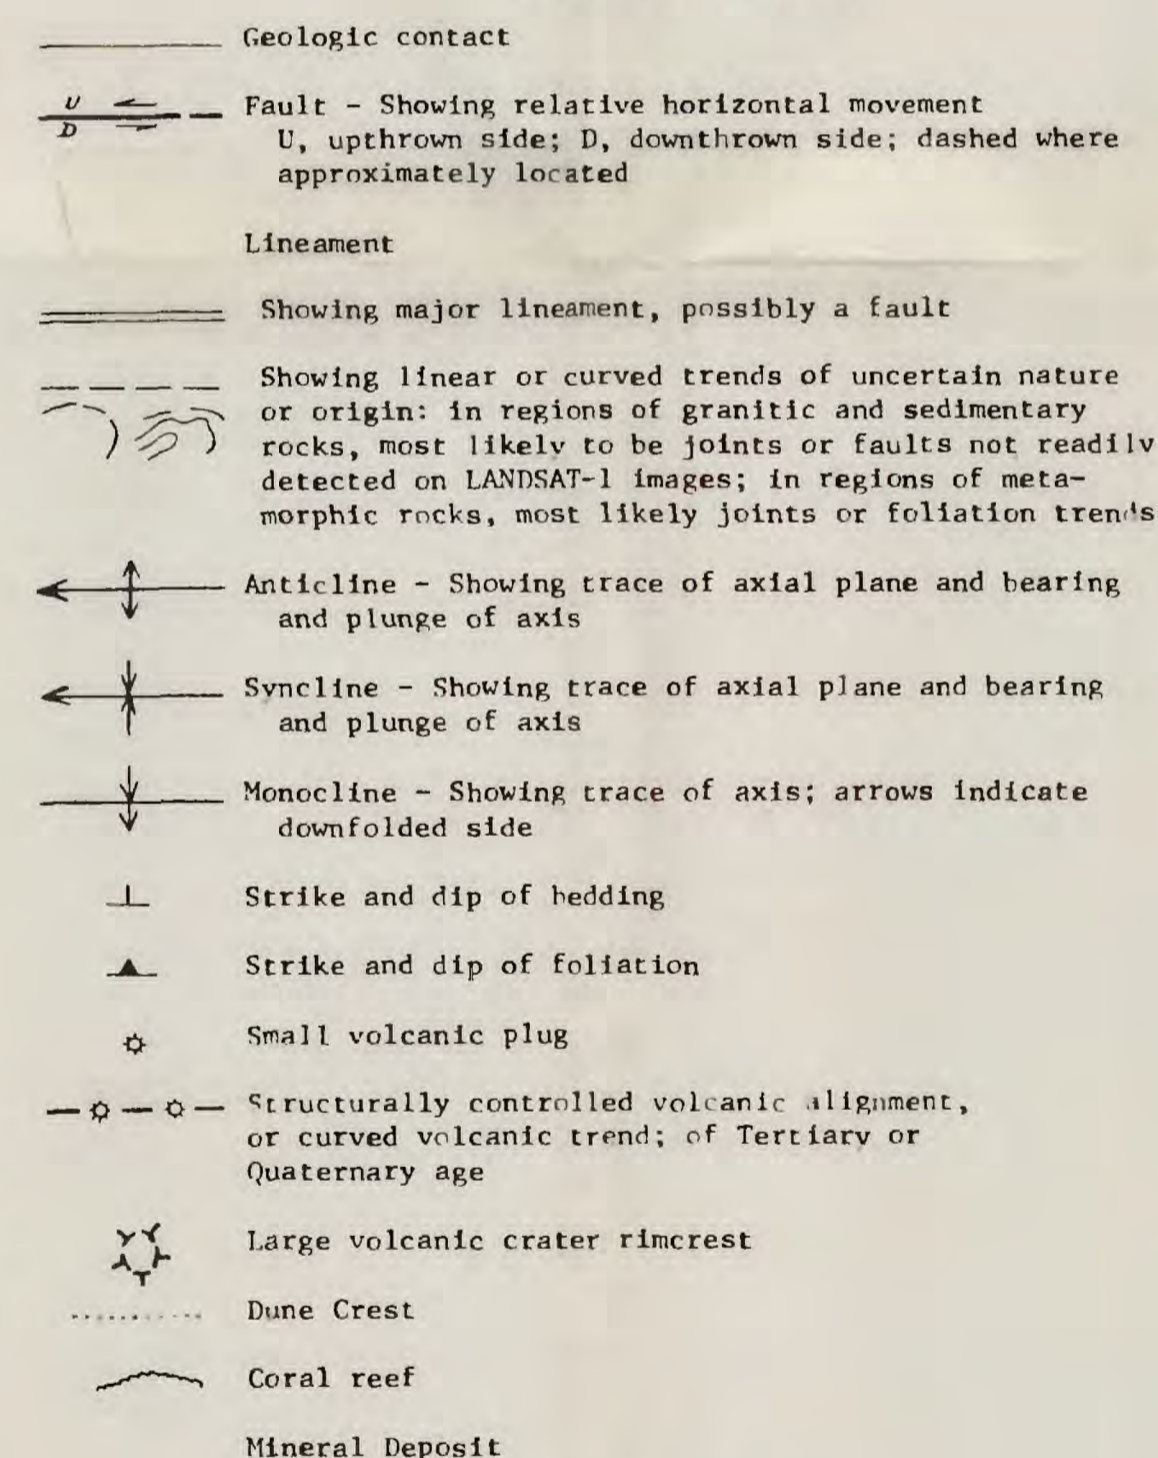 Geologic contact
U
D
Fault - Showing relative horizontal movement
U, upthrown side; D, downthrown side; dashed where
approximately located
Lineament
Showing major lineament, possibly a fault
Showing linear or curved trends of uncertain nature
or origin: in regions of granitic and sedimentary
rocks, most likely to be joints or faults not readily
detected on LANDSAT-1 images; in regions of meta-
morphic rocks, most likely joints or foliation trends
Anticline - Showing trace of axial plane and bearing
and plunge of axis
Syncline - Showing trace of axial plane and bearing
and plunge of axis
Monocline - Showing trace of axis; arrows indicate
downfolded side
Strike and dip of bedding
Strike and dip of foliation
Small volcanic plug
Structurally controlled volcanic alignment,
or curved volcanic trend; of Tertiary or
Quaternary age
Large volcanic crater rimcrest
Dune Crest
Coral reef
Mineral Deposit